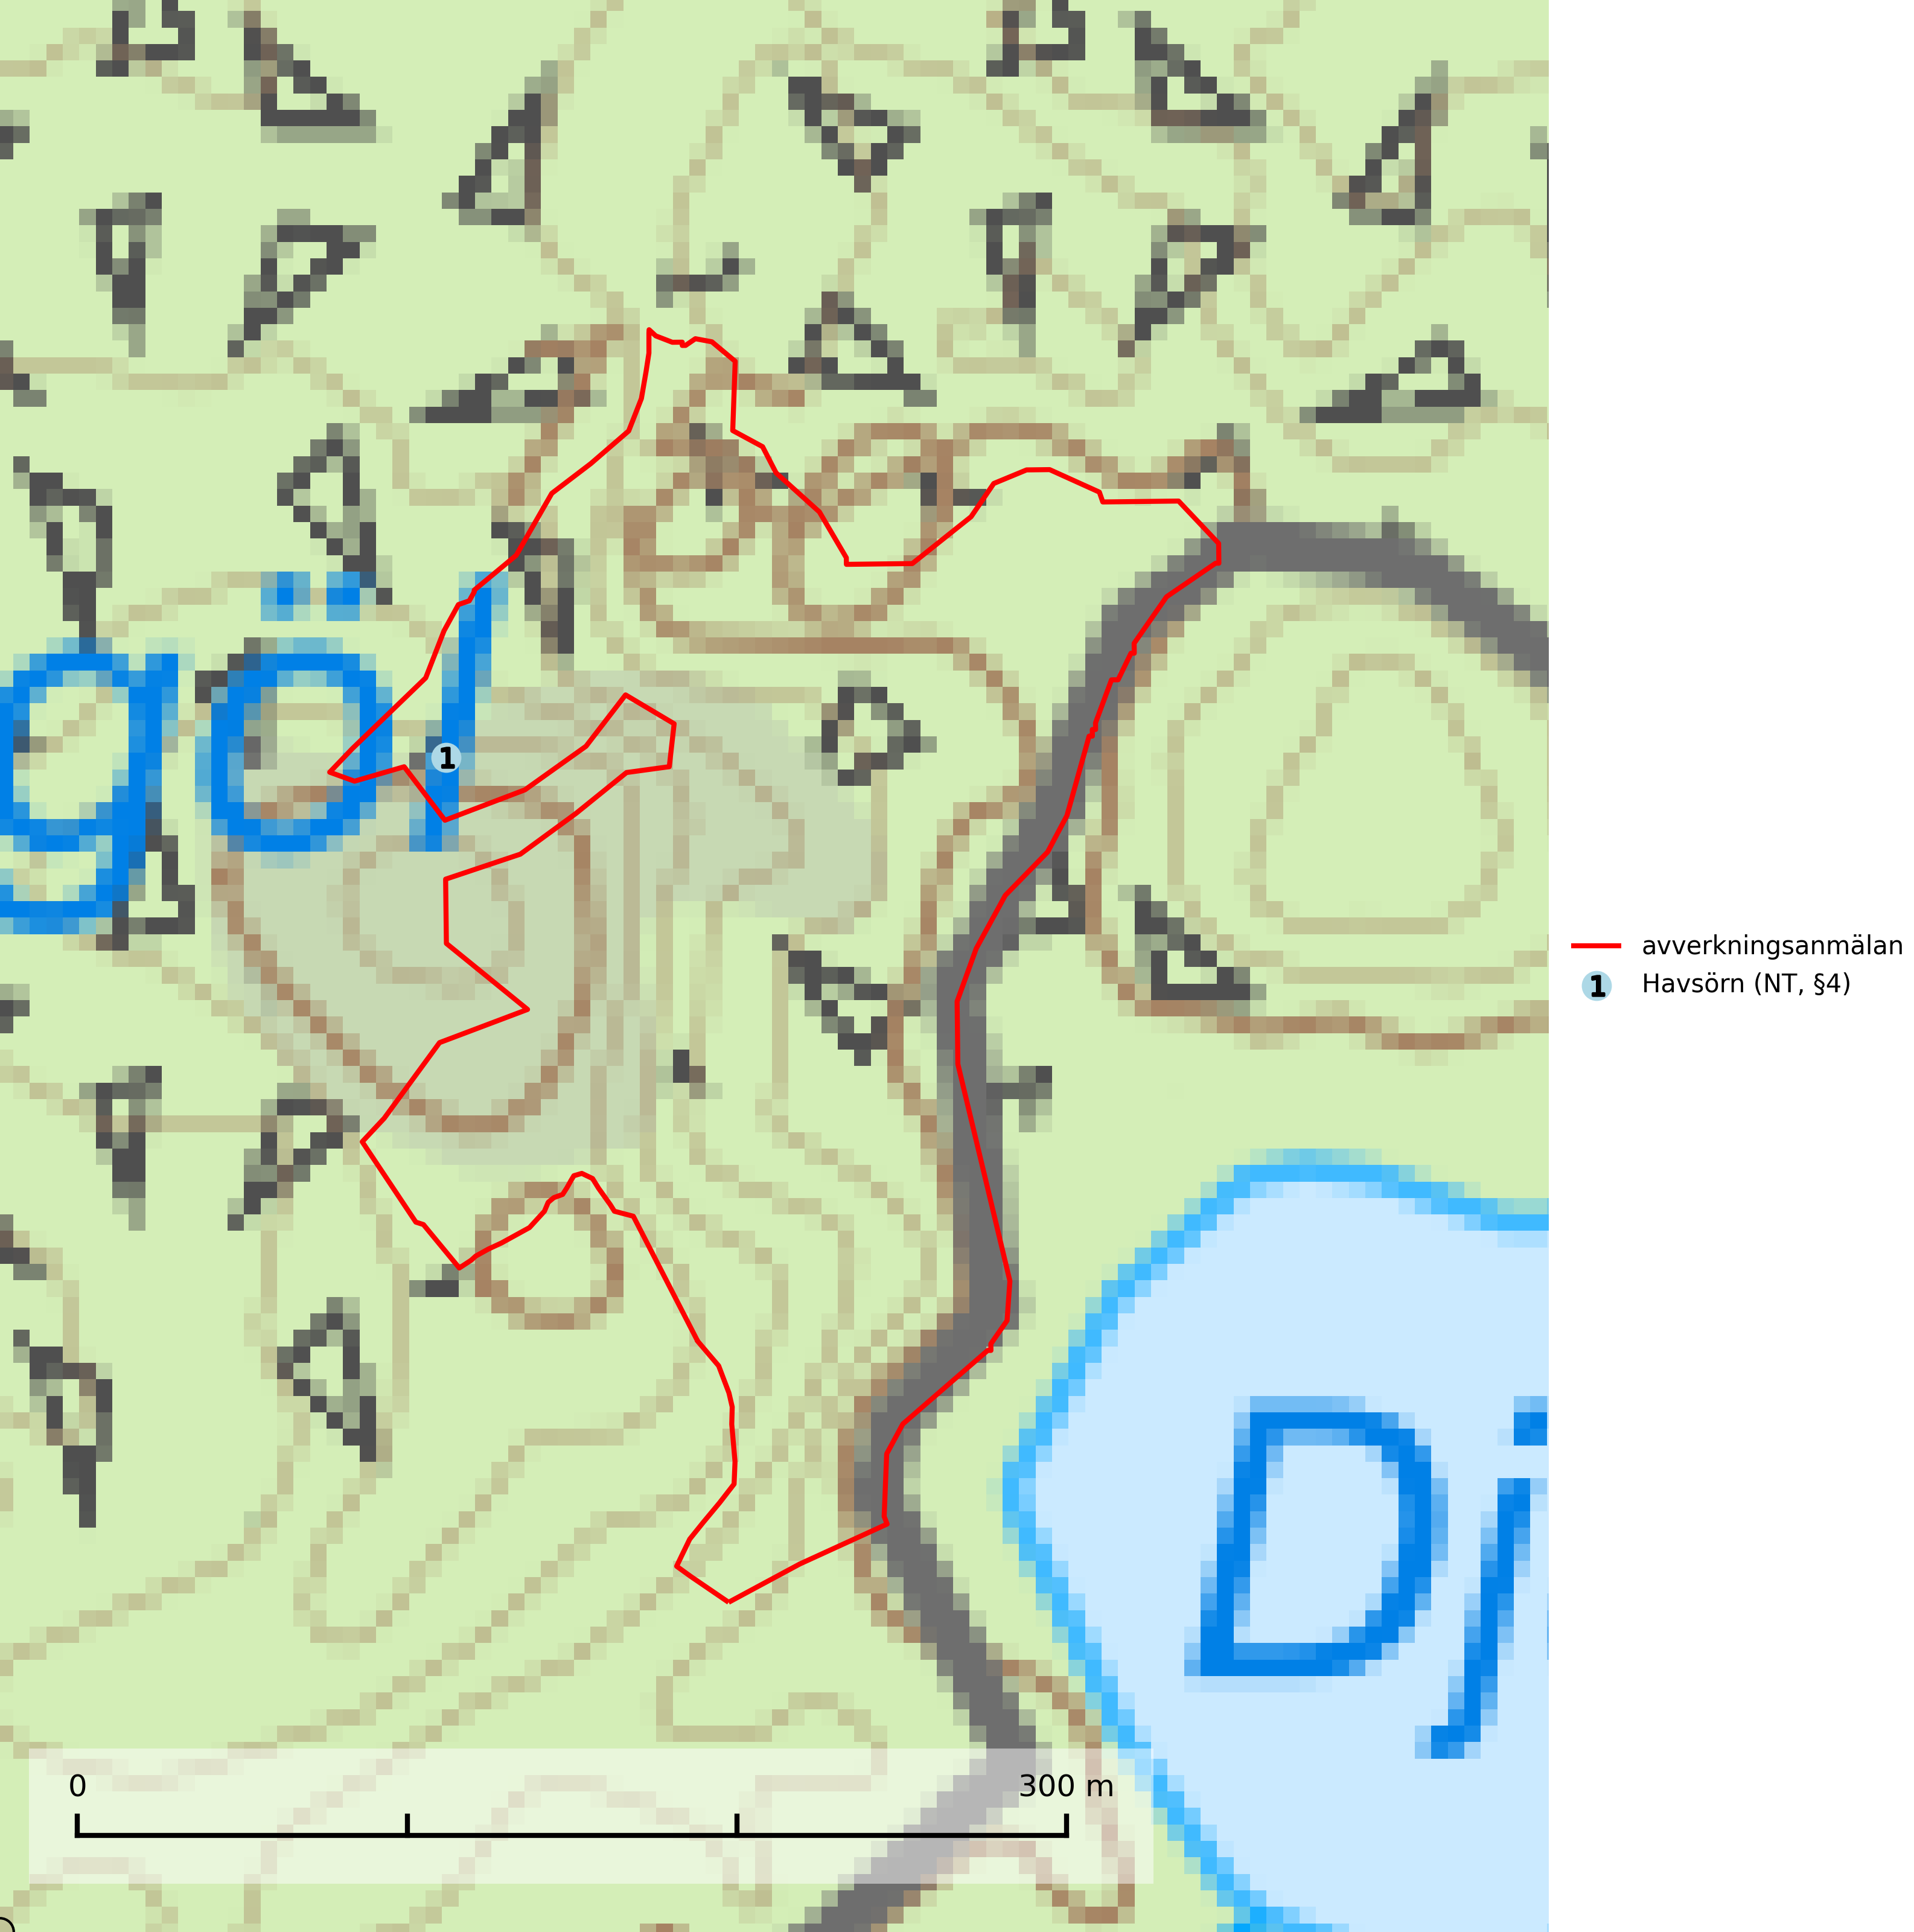 1
0
300 m
avverkningsanmälan
1 Havsörn (NT, §4)